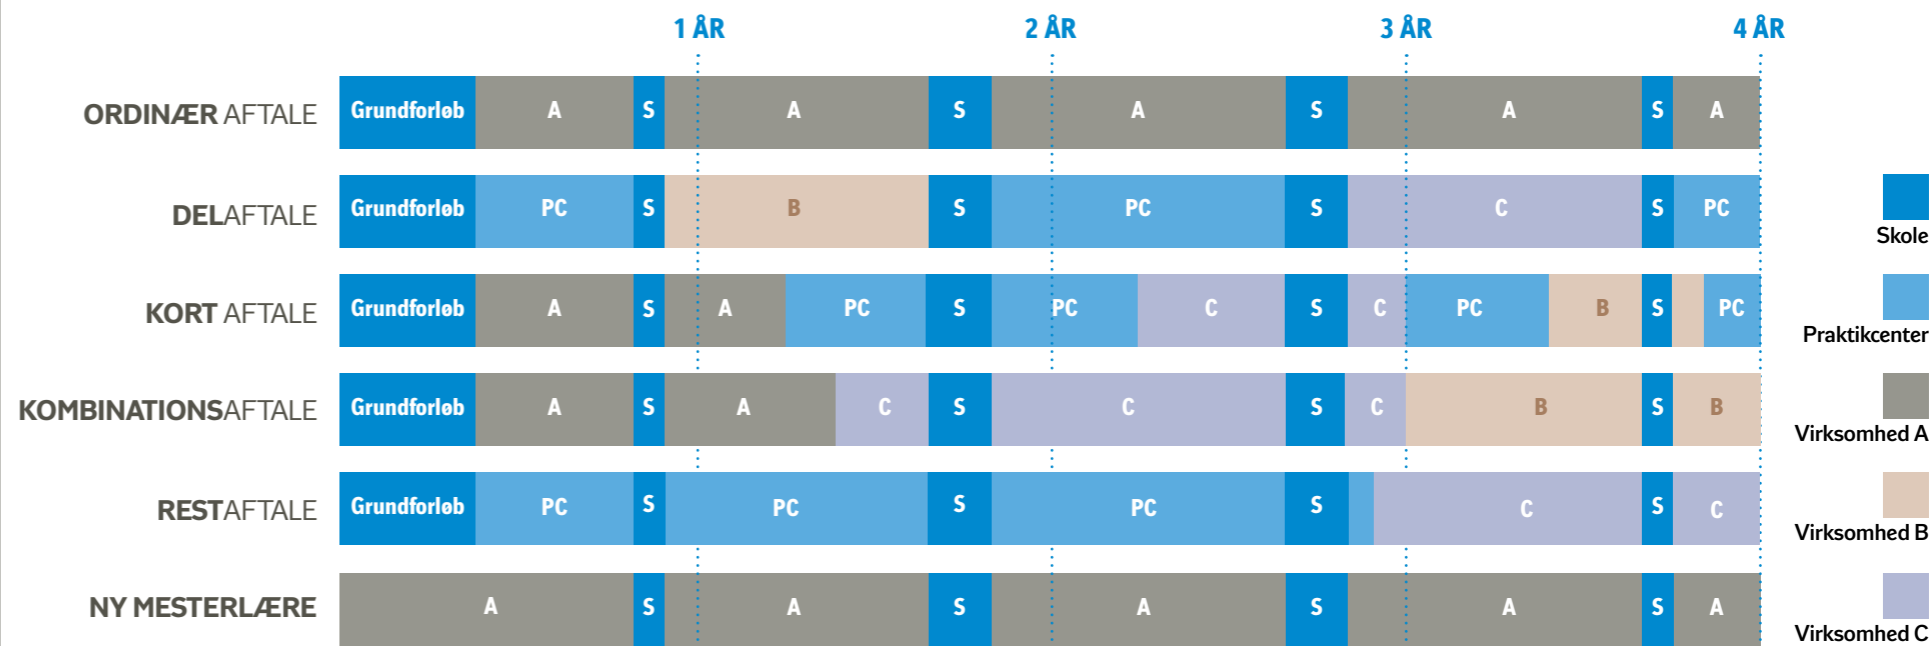 1 ÅR 2 ÅR 3 ÅR 4 ÅR
ORDINÆR AFTALE Grundforløb A S A S A S A S A
DELAFTALE Grundforløb PC S B S PC S C S PC
KORT AFTALE Grundforløb A S A PC S PC C S C PC B S PC
KOMBINATIONSAFTALE Grundforløb A S A C S C S C B S B
RESTAFTALE Grundforløb PC S PC S PC S C S C
NY MESTERLÆRE A S A S A S A S A
Skole
Praktikcenter
Virksomhed A
Virksomhed B
Virksomhed C